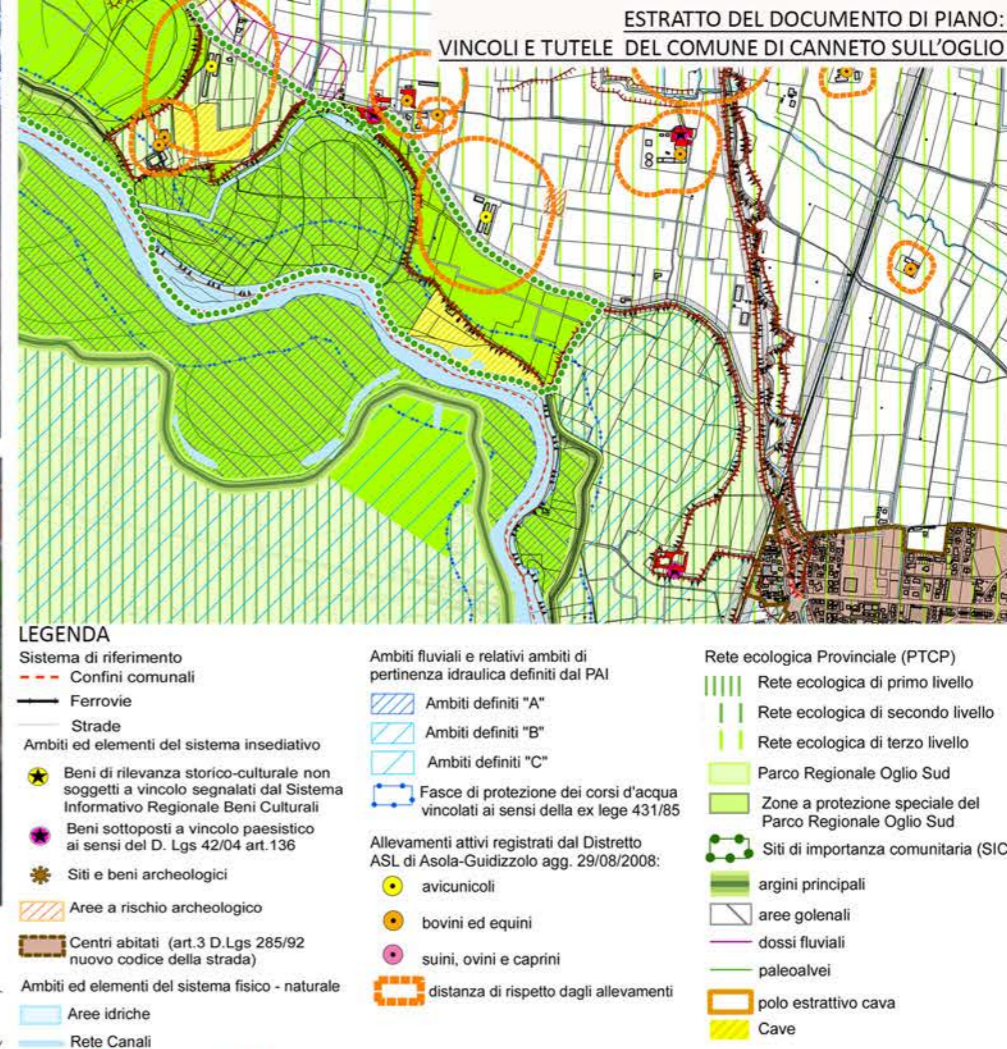 ESTRATTO DEL DOCUMENTO DI PIANO:
VINCOLI E TUTELE DEL COMUNE DI CANNETO SULL'OGLIO
LEGENDA
Sistema di riferimento
Confini comunali
Ferrovie
Strade
Ambiti ed elementi del sistema insediativo
Beni di rilevanza storico-culturale non
soggetti a vincolo segnalati dal Sistema
Informativo Regionale Beni Culturali
Beni sottoposti a vincolo paesistico
ai sensi del D. Lgs 42/04 art.136
Siti e beni archeologici
Aree a rischio archeologico
Centri abitati (art.3 D.Lgs 285/92
nuovo codice della strada)
Ambiti ed elementi del sistema fisico - naturale
Aree idriche
Rete Canali
Ambiti fluviali e relativi ambiti di
pertinenza idraulica definiti dal PAI
Ambiti definiti "A"
Ambiti definiti "B"
Ambiti definiti "C"
Fasce di protezione dei corsi d'acqua
vincolati ai sensi della ex lege 431/85
Allevamenti attivi registrati dal Distretto
ASL di Asola-Guidizzolo agg. 29/08/2008:
avicunicoli
bovini ed equini
suini, ovini e caprini
distanza di rispetto dagli allevamenti
Rete ecologica Provinciale (PTCP)
Rete ecologica di primo livello
Rete ecologica di secondo livello
Rete ecologica di terzo livello
Parco Regionale Oglio Sud
Zone a protezione speciale del
Parco Regionale Oglio Sud
Siti di importanza comunitaria (SIC
argini principali
aree golenali
dossi fluviali
paleoalvei
polo estrattivo cava
Cave